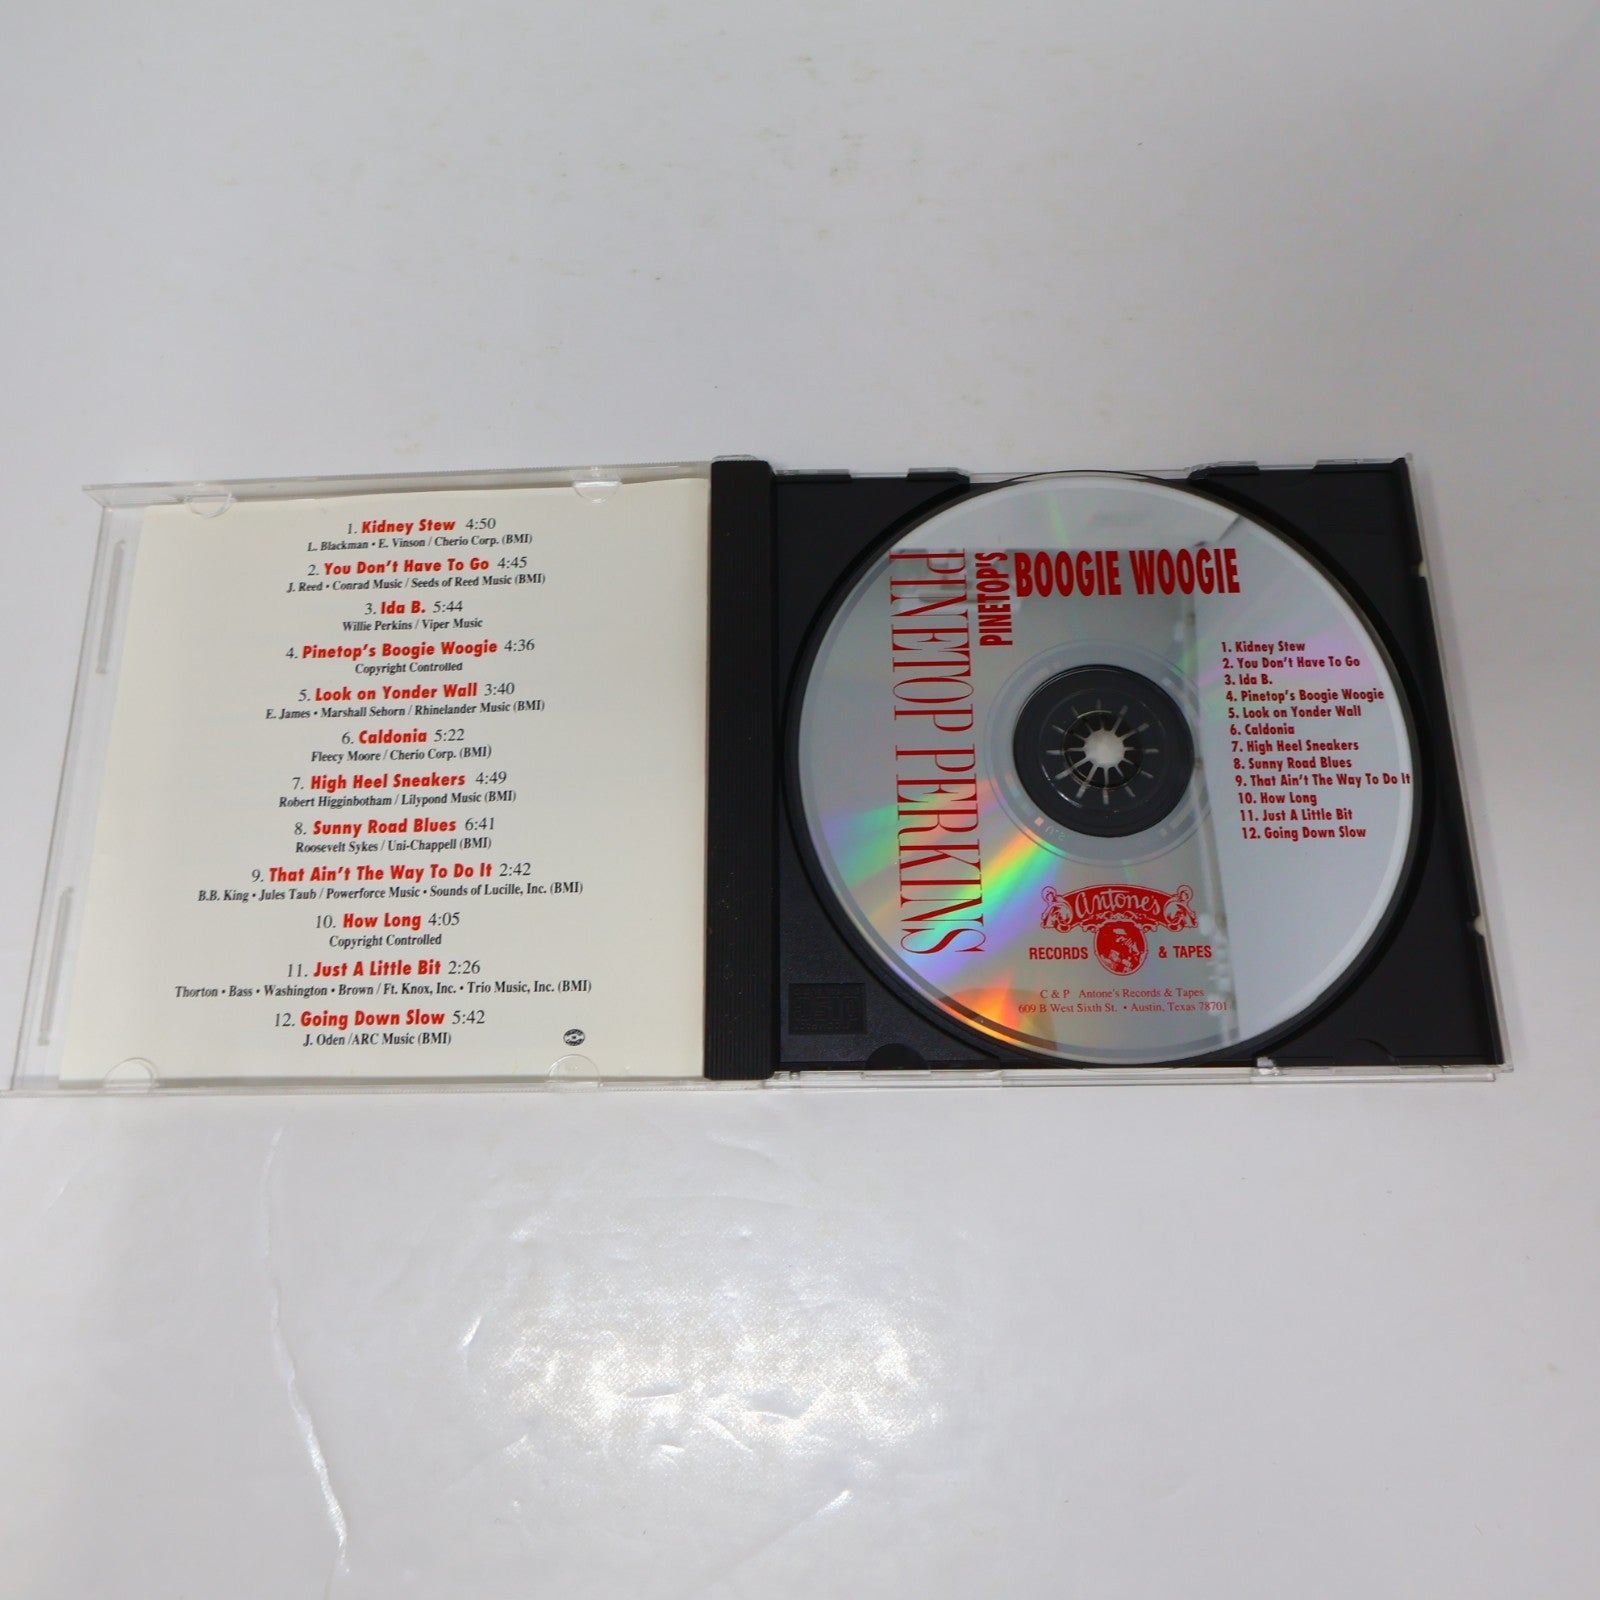 1. Kidney Stew 4:50
L. Blackman • E. Vinson / Cherio Corp. (BMI)
2. You Don't Have To Go 4:45
J. Reed • Conrad Music / Seeds of Reed Music (BMI)
3. Ida B. 5:44
Willie Perkins / Viper Music
4. Pinetop's Boogie Woogie 4:36
Copyright Controlled
5. Look on Yonder Wall 3:40
E. James • Marshall Sehorn / Rhinelander Music (BMI)
6. Caldonia 5:22
Fleecy Moore / Cherio Corp. (BMI)
7. High Heel Sneakers 4:49
Robert Higginbotham / Lilypond Music (BMI)
8. Sunny Road Blues 6:41
Roosevelt Sykes / Uni-Chappell (BMI)
9. That Ain't The Way To Do It 2:42
B.B. King • Jules Taub / Powerforce Music • Sounds of Lucille, Inc. (BMI)
10. How Long 4:05
Copyright Controlled
11. Just A Little Bit 2:26
Thorton • Bass • Washington • Brown / Ft. Knox, Inc. • Trio Music, Inc. (BMI)
12. Going Down Slow 5:42
J. Oden /ARC Music (BMI)
PINETOP PERKINS
PINETOP'S
BOOGIE WOOGIE
1. Kidney Stew
2. You Don't Have To Go
3. Ida B.
4. Pinetop's Boogie Woogie
5. Look on Yonder Wall
6. Caldonia
7. High Heel Sneakers
8. Sunny Road Blues
9. That Ain't The Way To Do It
10. How Long
11. Just A Little Bit
12. Going Down Slow
antone's
RECORDS & TAPES
C & P Antone's Records & Tapes
609 B West Sixth St. • Austin, Texas 78701